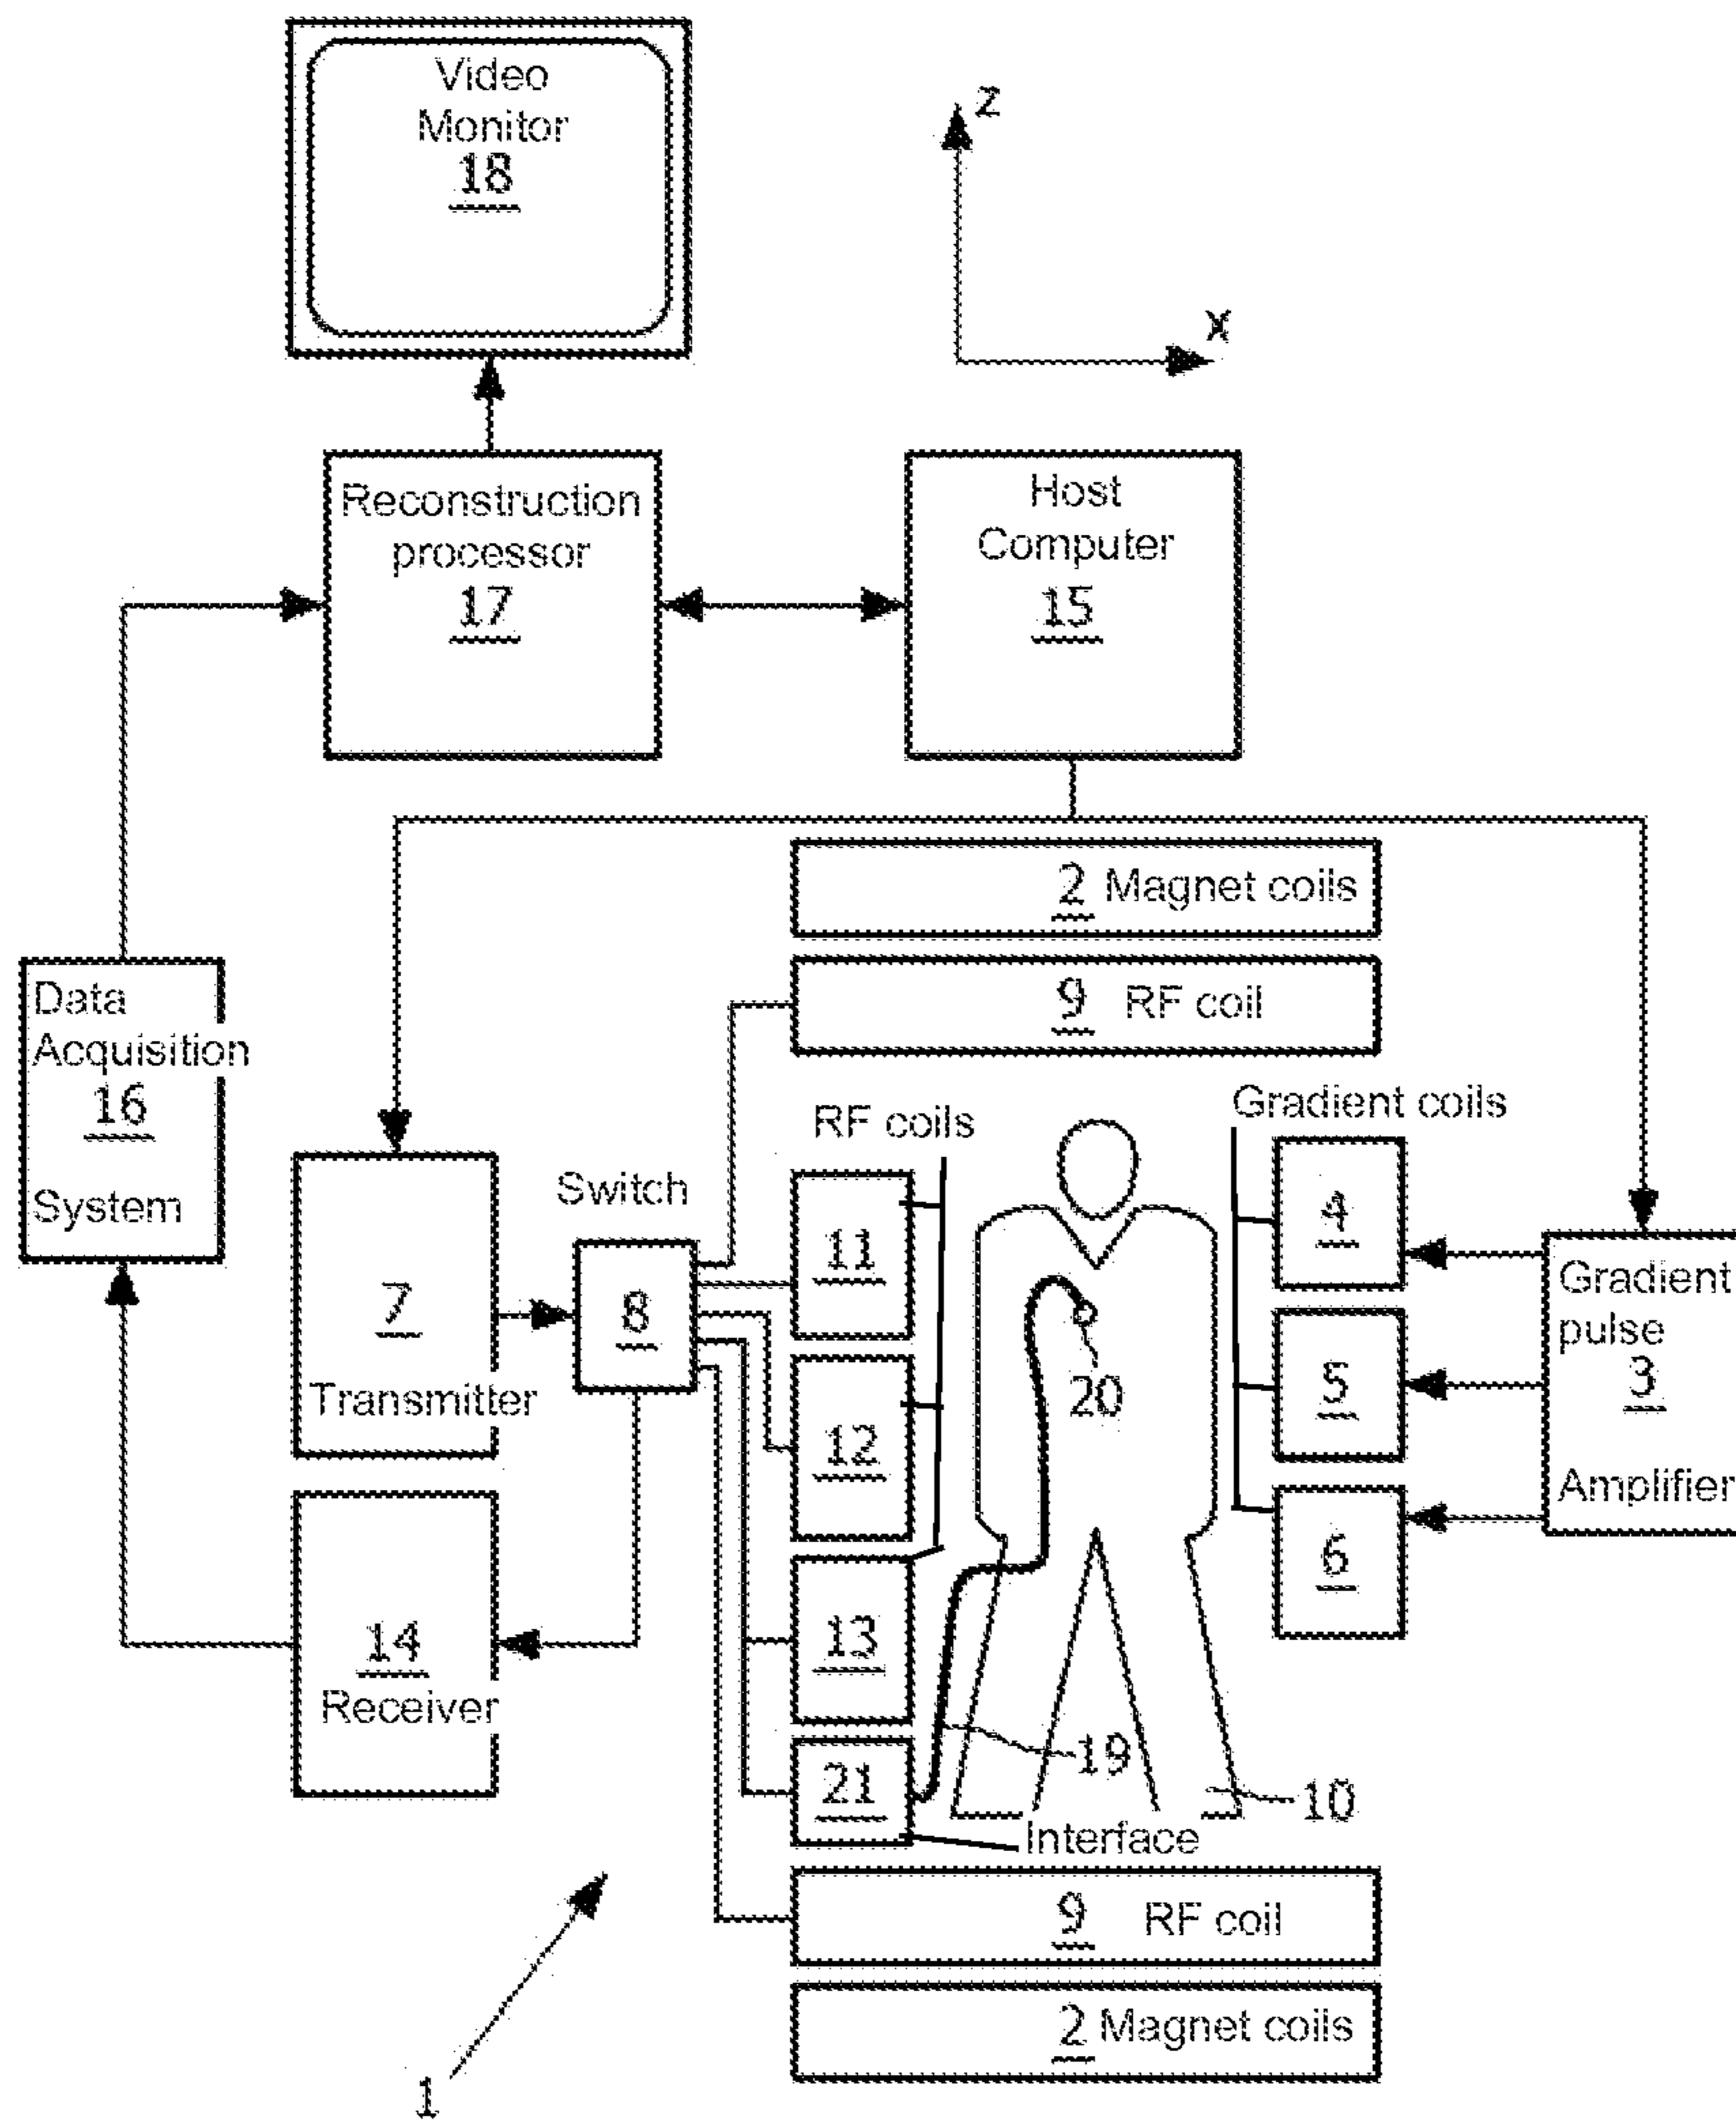 Video
Monitor
18
z
x
Reconstruction
processor
17
Host
Computer
15
2 Magnet coils
9 RF coil
Data
Acquisition
16
System
RF coils
Gradient coils
Switch
7
Transmitter
8
11
12
13
21
4
5
6
Gradient
pulse
3
Amplifier
20
14
Receiver
19
10
Interface
9 RF coil
2 Magnet coils
1